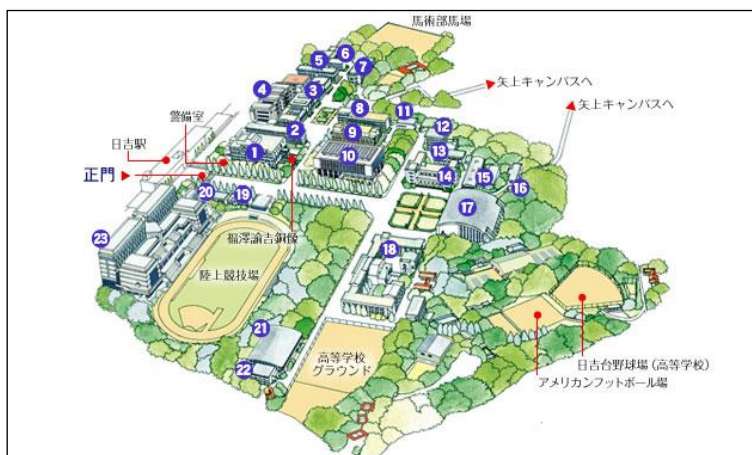 馬術部馬場
矢上キャンパスへ
矢上キャンパスへ
警備室
日吉駅
正門
福澤諭吉銅像
陸上競技場
高等学校
グラウンド
日吉台野球場（高等学校）
アメリカンフットボール場
1
2
3
4
5
6
7
8
9
10
11
12
13
14
15
16
17
18
19
20
21
22
23